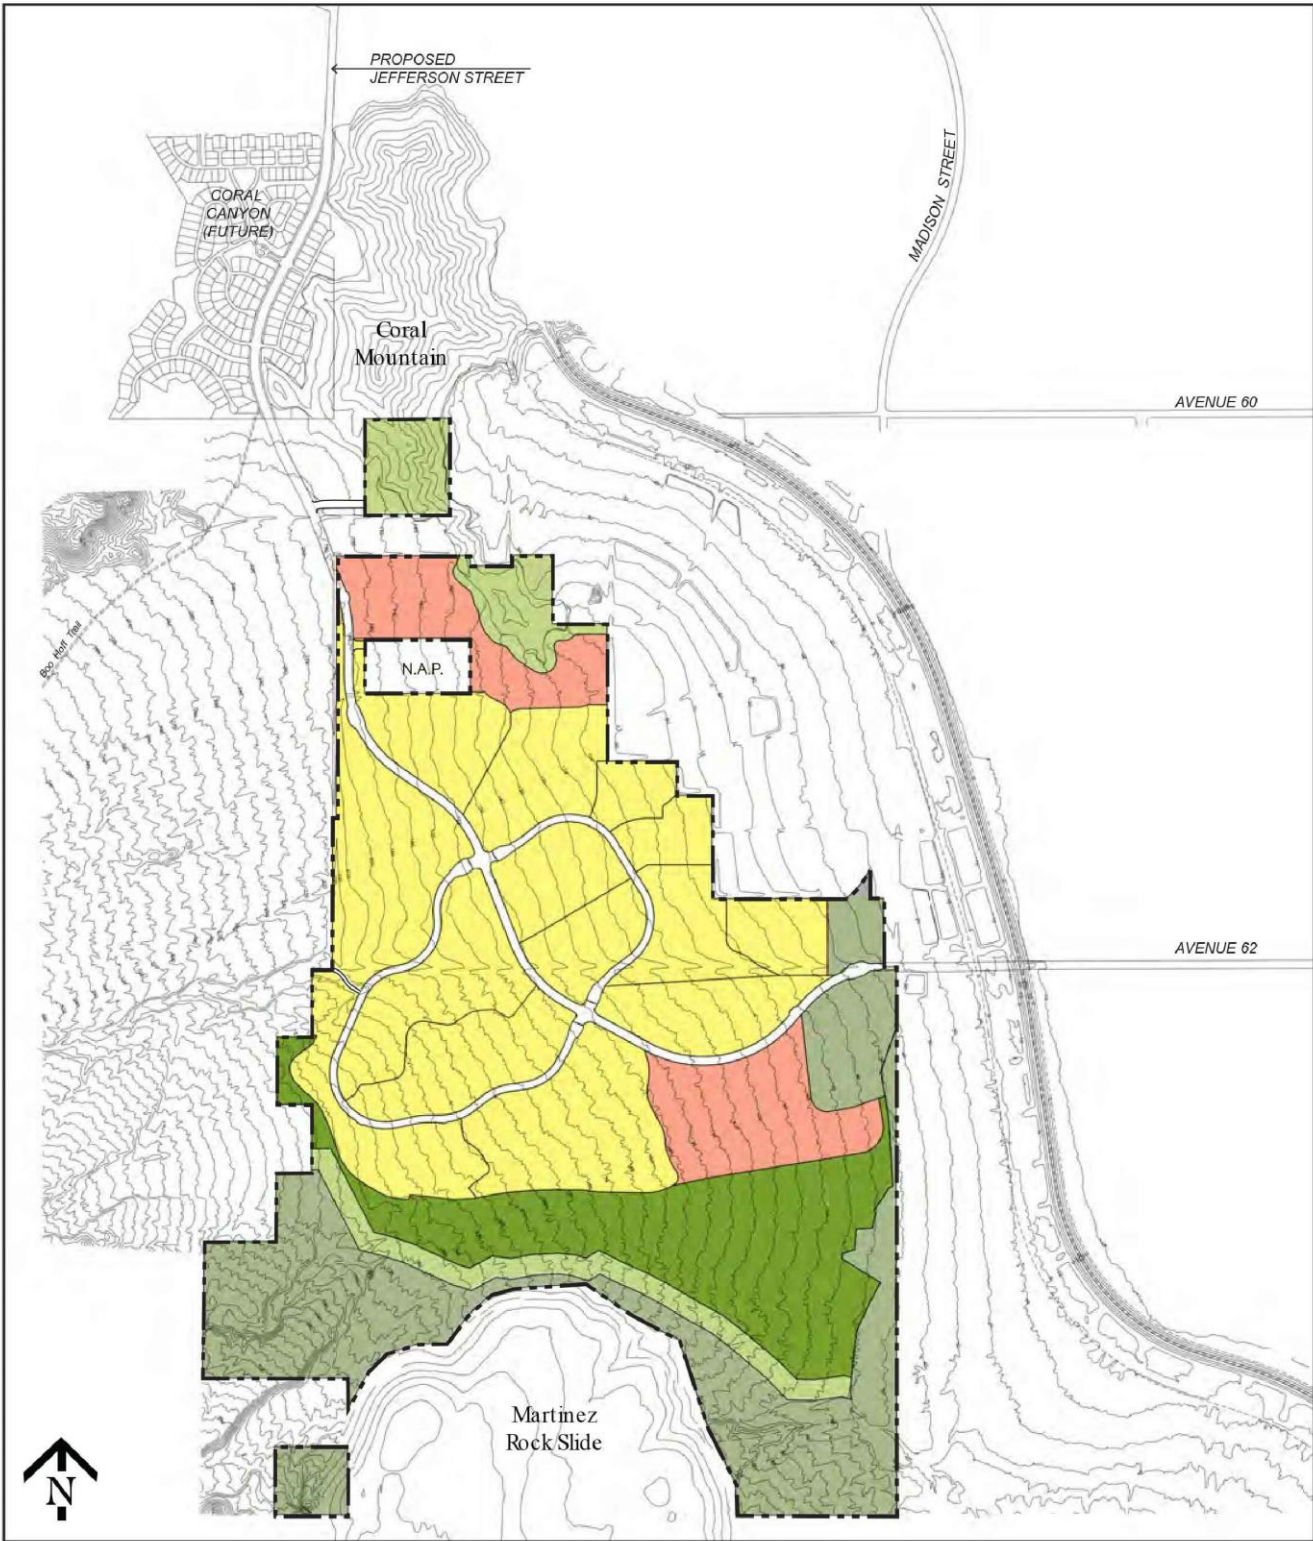 PROPOSED
JEFFERSON STREET
MADISON STREET
CORAL
CANYON
(FUTURE)
Coral
Mountain
AVENUE 60
Boo Hoff Trail
N.A.P.
AVENUE 62
Martinez
Rock Slide
N